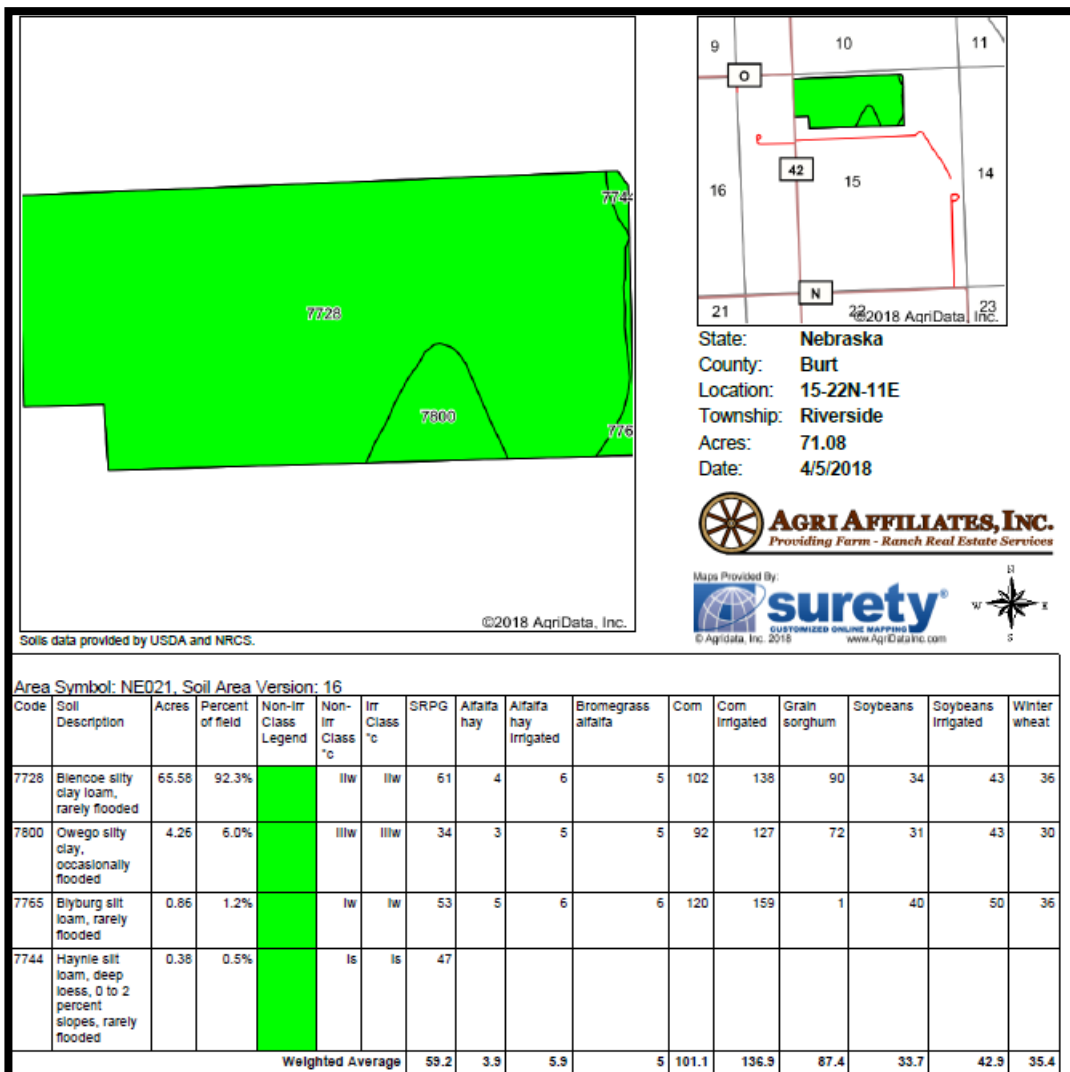 7744
7728
7800
776
©2018 AgriData, Inc.
Soils data provided by USDA and NRCS.
9
10
11
O
42
16
15
14
N
21
22
23
©2018 AgriData, Inc.
State: Nebraska
County: Burt
Location: 15-22N-11E
Township: Riverside
Acres: 71.08
Date: 4/5/2018
AGRI AFFILIATES, INC.
Providing Farm - Ranch Real Estate Services
Maps Provided By:
surety®
CUSTOMIZED ONLINE MAPPING
© Agridata, Inc. 2018 www.AgriDataInc.com
N
W E
S
Area Symbol: NE021, Soil Area Version: 16
Code Soil Description Acres Percent of field Non-Irr Class Legend Non-Irr Class *c Irr Class *c SRPG Alfalfa hay Alfalfa hay Irrigated Bromegrass alfalfa Corn Corn Irrigated Grain sorghum Soybeans Soybeans Irrigated Winter wheat
7728 Blencoe silty clay loam, rarely flooded 65.58 92.3% IIw IIw 61 4 6 5 102 138 90 34 43 36
7800 Owego silty clay, occasionally flooded 4.26 6.0% IIIw IIIw 34 3 5 5 92 127 72 31 43 30
7765 Blyburg silt loam, rarely flooded 0.86 1.2% Iw Iw 53 5 6 6 120 159 1 40 50 36
7744 Haynie silt loam, deep loess, 0 to 2 percent slopes, rarely flooded 0.38 0.5% Is Is 47
Weighted Average 59.2 3.9 5.9 5 101.1 136.9 87.4 33.7 42.9 35.4